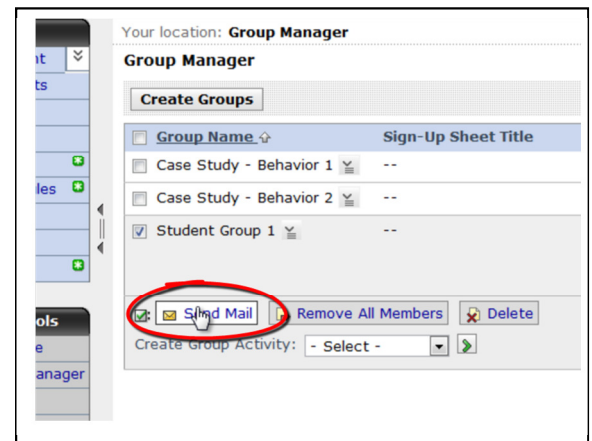 Your location: Group Manager
nt
Group Manager
ts
Create Groups
Group Name Sign-Up Sheet Title
Case Study - Behavior 1 --
les
Case Study - Behavior 2 --
Student Group 1 --
ols
Send Mail Remove All Members Delete
e
Create Group Activity: - Select -
anager